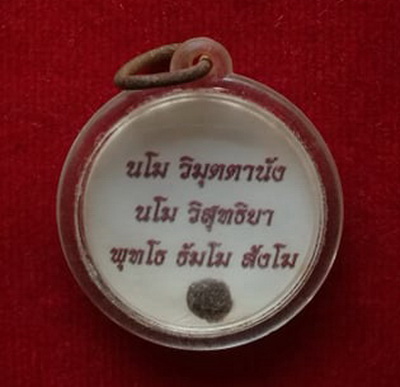 นโม วิมุตตานัง
นโม วิสุทธิยา
พุทโธ ธัมโม สังโฆ